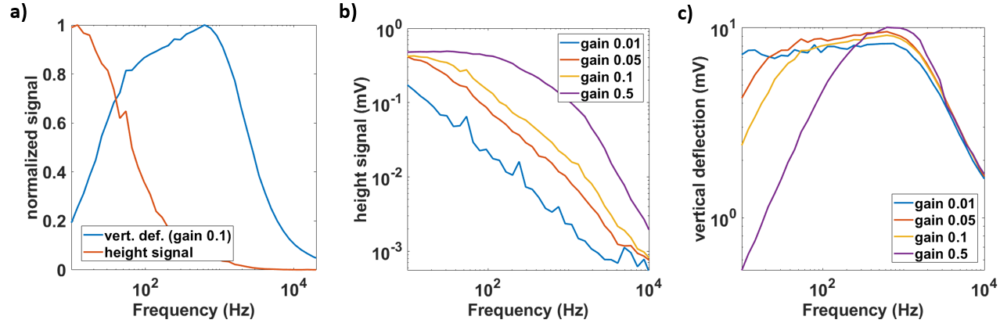 a)
normalized signal
1
0.8
0.6
0.4
0.2
0
vert. def. (gain 0.1)
height signal
10²
10⁴
Frequency (Hz)
b)
height signal (mV)
10⁰
10⁻¹
10⁻²
10⁻³
gain 0.01
gain 0.05
gain 0.1
gain 0.5
10²
10⁴
Frequency (Hz)
c)
vertical deflection (mV)
10¹
10⁰
gain 0.01
gain 0.05
gain 0.1
gain 0.5
10²
10⁴
Frequency (Hz)